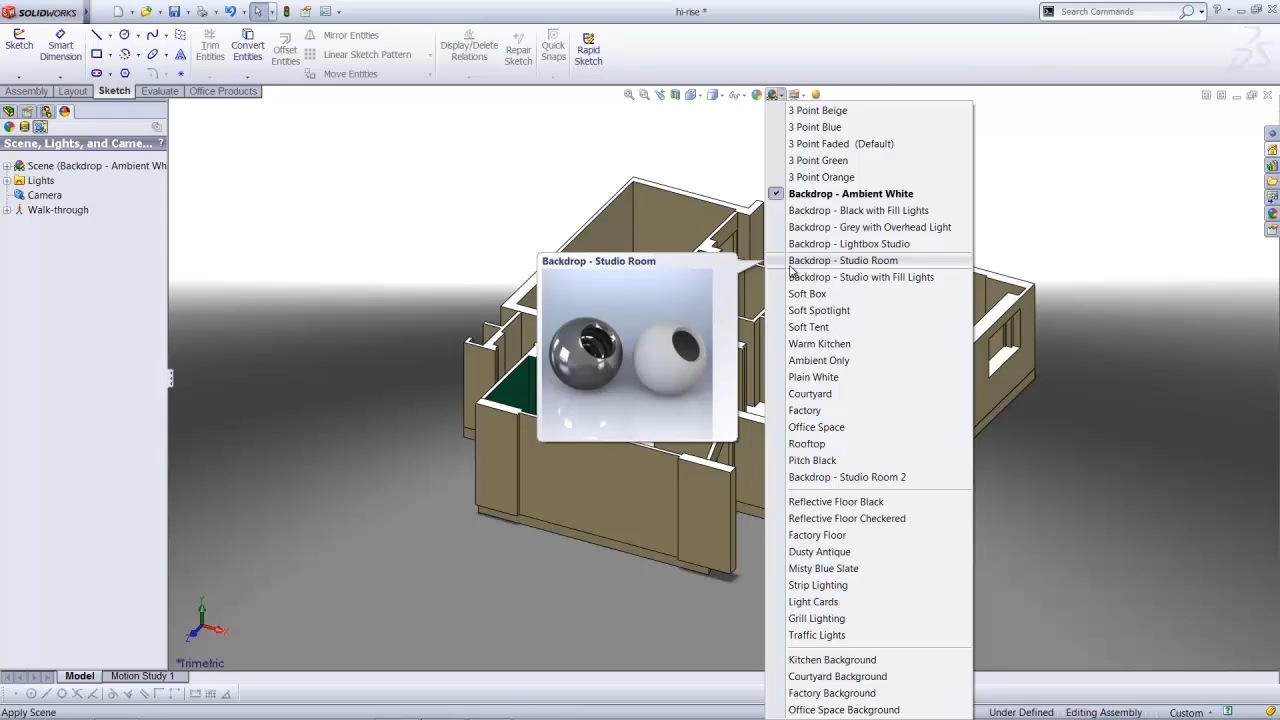 SOLIDWORKS
hi-rise *
Search Commands
Sketch
Smart Dimension
Trim Entities
Convert Entities
Offset Entities
Mirror Entities
Linear Sketch Pattern
Move Entities
Display/Delete Relations
Repair Sketch
Quick Snaps
Rapid Sketch
Assembly
Layout
Sketch
Evaluate
Office Products
Scene, Lights, and Came...
Scene (Backdrop - Ambient Wh
Lights
Camera
Walk-through
Backdrop - Studio Room
3 Point Beige
3 Point Blue
3 Point Faded (Default)
3 Point Green
3 Point Orange
Backdrop - Ambient White
Backdrop - Black with Fill Lights
Backdrop - Grey with Overhead Light
Backdrop - Lightbox Studio
Backdrop - Studio Room
Backdrop - Studio with Fill Lights
Soft Box
Soft Spotlight
Soft Tent
Warm Kitchen
Ambient Only
Plain White
Courtyard
Factory
Office Space
Rooftop
Pitch Black
Backdrop - Studio Room 2
Reflective Floor Black
Reflective Floor Checkered
Factory Floor
Dusty Antique
Misty Blue Slate
Strip Lighting
Light Cards
Grill Lighting
Traffic Lights
Kitchen Background
Courtyard Background
Factory Background
Office Space Background
Y
X
Z
*Trimetric
Model
Motion Study 1
Apply Scene
Under Defined
Editing Assembly
Custom